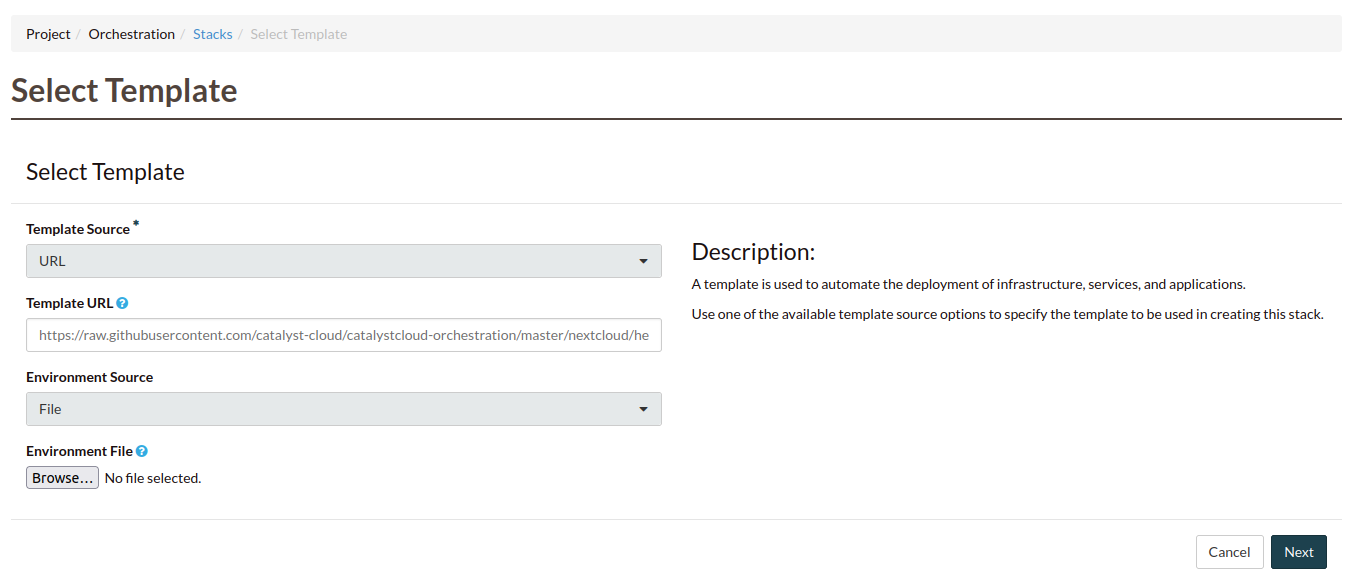 Project / Orchestration / Stacks / Select Template
Select Template
Select Template
Template Source *
URL
Template URL
https://raw.githubusercontent.com/catalyst-cloud/catalystcloud-orchestration/master/nextcloud/he
Environment Source
File
Environment File
Browse... No file selected.
Description:
A template is used to automate the deployment of infrastructure, services, and applications.
Use one of the available template source options to specify the template to be used in creating this stack.
Cancel Next